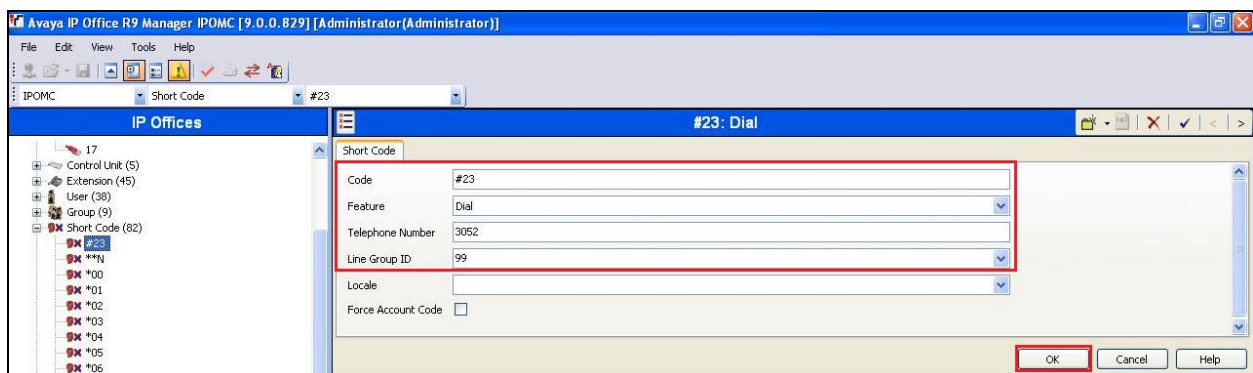 Avaya IP Office R9 Manager IPOMC [9.0.0.829] [Administrator(Administrator)]
File Edit View Tools Help
IPOMC Short Code #23
IP Offices
17
Control Unit (5)
Extension (45)
User (38)
Group (9)
Short Code (82)
#23
**N
*00
*01
*02
*03
*04
*05
*06
#23: Dial
Short Code
Code #23
Feature Dial
Telephone Number 3052
Line Group ID 99
Locale
Force Account Code
OK Cancel Help